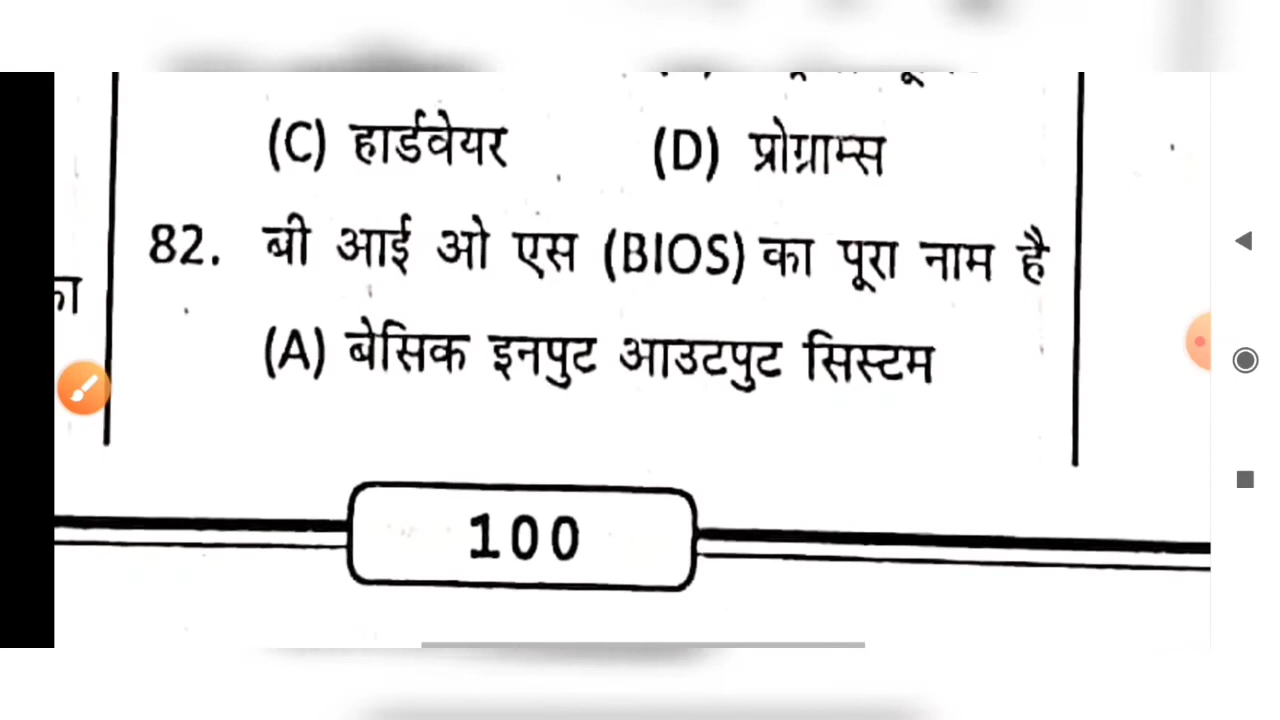 (C) हार्डवेयर (D) प्रोग्राम्स
82. बी आई ओ एस (BIOS) का पूरा नाम है
(A) बेसिक इनपुट आउटपुट सिस्टम
100